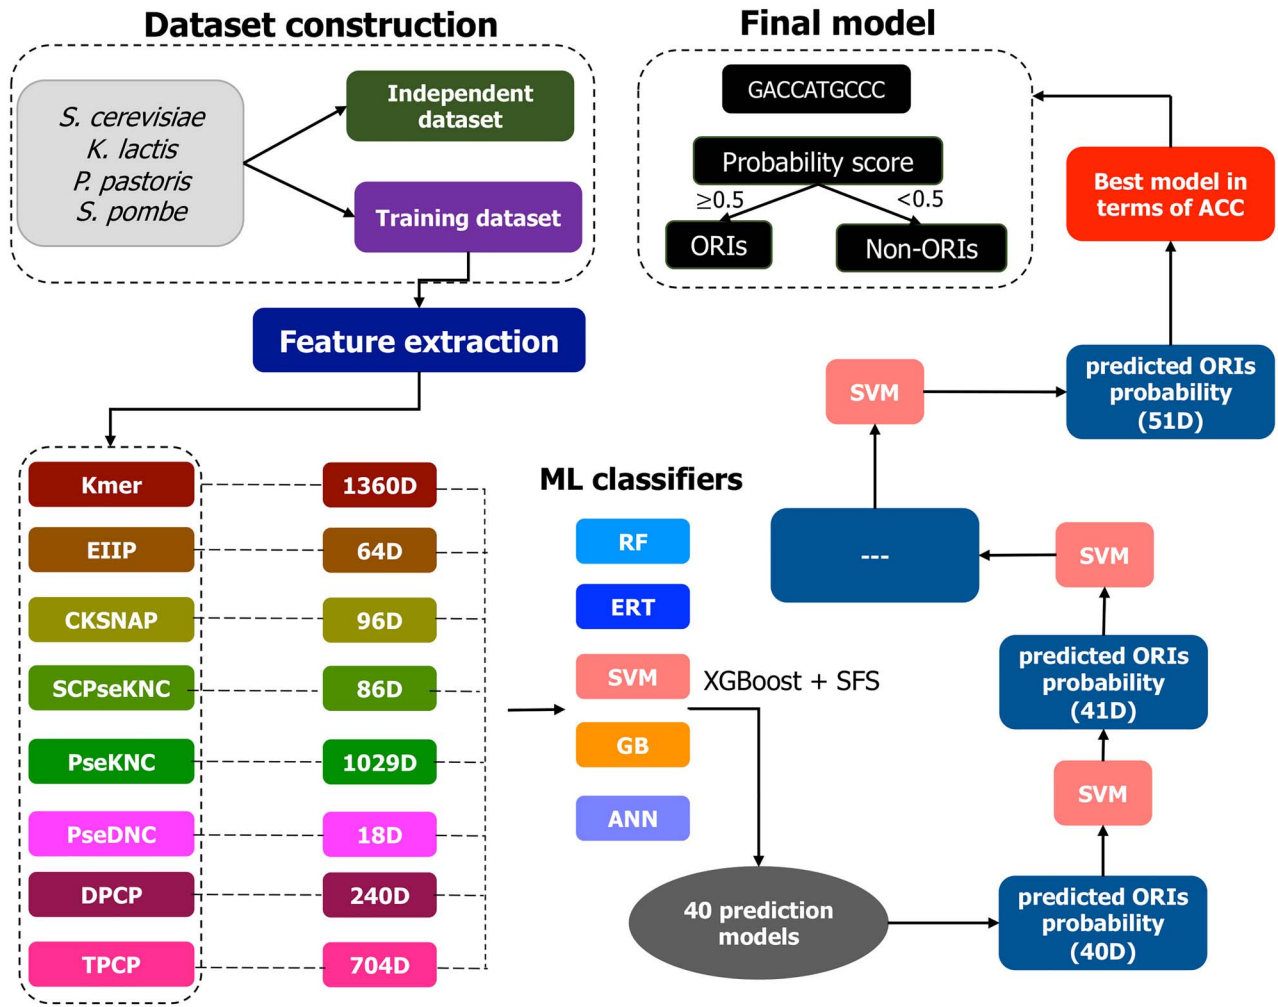 Dataset construction
S. cerevisiae
K. lactis
P. pastoris
S. pombe
Independent
dataset
Training dataset
Feature extraction
Kmer
1360D
EIIP
64D
CKSNAP
96D
SCPseKNC
86D
PseKNC
1029D
PseDNC
18D
DPCP
240D
TPCP
704D
ML classifiers
RF
ERT
SVM
GB
ANN
XGBoost + SFS
40 prediction
models
predicted ORIs
probability
(40D)
SVM
predicted ORIs
probability
(41D)
SVM
---
SVM
predicted ORIs
probability
(51D)
Best model in
terms of ACC
Final model
GACCATGCCC
Probability score
≥0.5
<0.5
ORIs
Non-ORIs